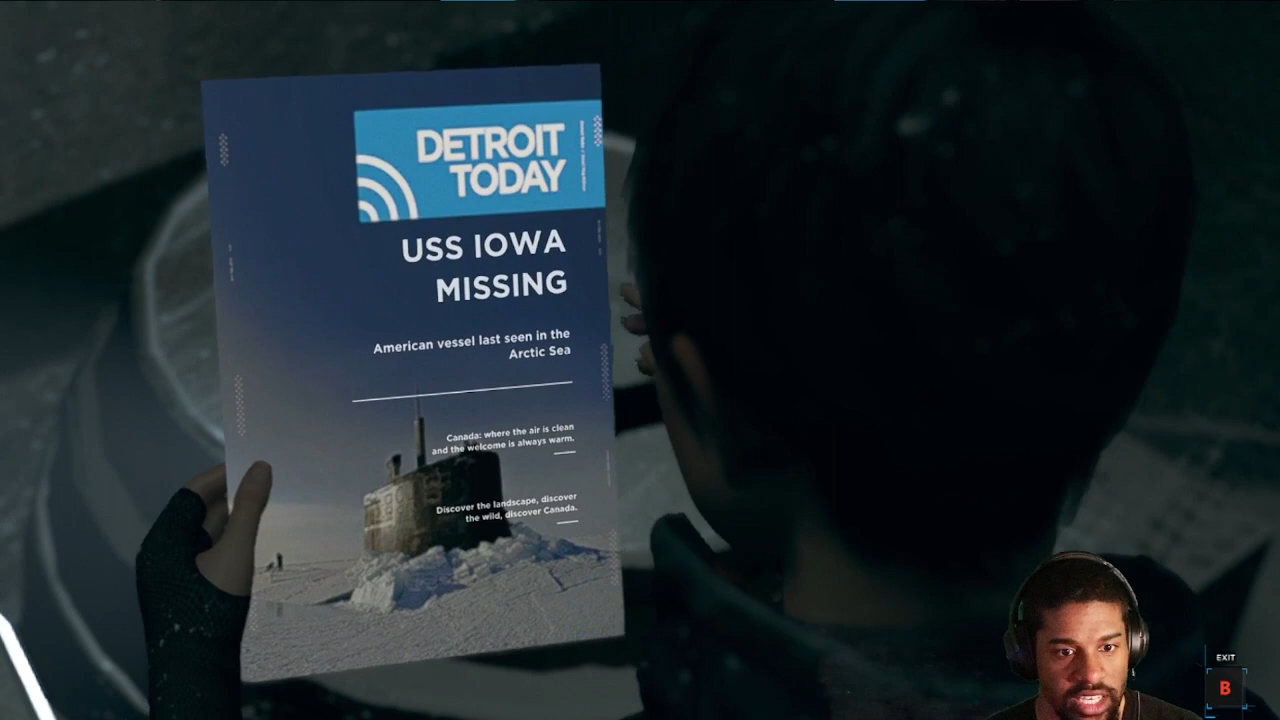 DETROIT
TODAY
USS IOWA
MISSING
American vessel last seen in the
Arctic Sea
Canada: where the air is clean
and the welcome is always warm.
Discover the landscape, discover
the wild, discover Canada.
EXIT
B